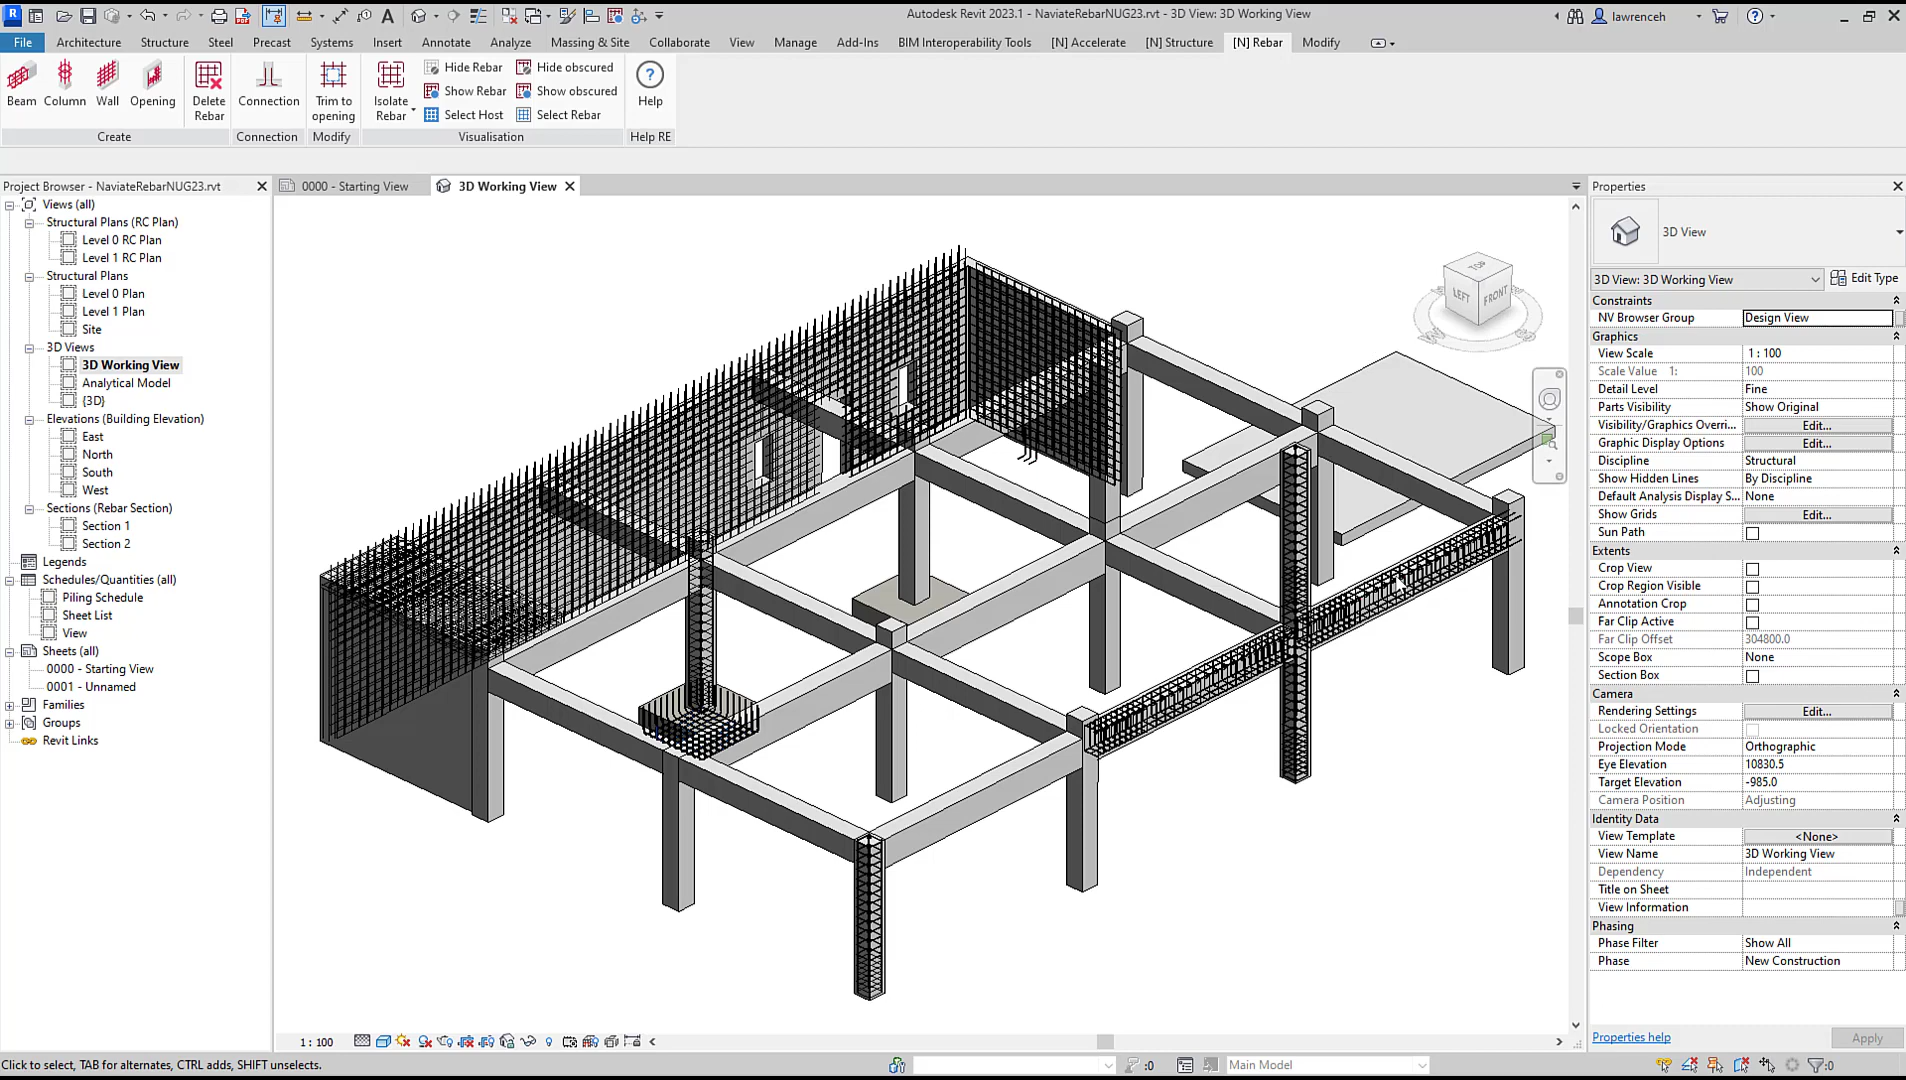 Autodesk Revit 2023.1 - NaviateRebarNUG23.rvt - 3D View: 3D Working View
lawrenceh
File Architecture Structure Steel Precast Systems Insert Annotate Analyze Massing & Site Collaborate View Manage Add-Ins BIM Interoperability Tools [N] Accelerate [N] Structure [N] Rebar Modify
Beam Column Wall Opening
Delete Rebar
Connection
Trim to opening
Isolate Rebar
Hide Rebar
Show Rebar
Select Host
Hide obscured
Show obscured
Select Rebar
Help
Create Connection Modify Visualisation Help RE
Project Browser - NaviateRebarNUG23.rvt
Views (all)
Structural Plans (RC Plan)
Level 0 RC Plan
Level 1 RC Plan
Structural Plans
Level 0 Plan
Level 1 Plan
Site
3D Views
3D Working View
Analytical Model
{3D}
Elevations (Building Elevation)
East
North
South
West
Sections (Rebar Section)
Section 1
Section 2
Legends
Schedules/Quantities (all)
Piling Schedule
Sheet List
View
Sheets (all)
0000 - Starting View
0001 - Unnamed
Families
Groups
Revit Links
0000 - Starting View
3D Working View
TOP
LEFT
FRONT
Properties
3D View
3D View: 3D Working View
Edit Type
Constraints
NV Browser Group Design View
Graphics
View Scale 1 : 100
Scale Value 1: 100
Detail Level Fine
Parts Visibility Show Original
Visibility/Graphics Overri... Edit...
Graphic Display Options Edit...
Discipline Structural
Show Hidden Lines By Discipline
Default Analysis Display S... None
Show Grids Edit...
Sun Path
Extents
Crop View
Crop Region Visible
Annotation Crop
Far Clip Active
Far Clip Offset 304800.0
Scope Box None
Section Box
Camera
Rendering Settings Edit...
Locked Orientation
Projection Mode Orthographic
Eye Elevation 10830.5
Target Elevation -985.0
Camera Position Adjusting
Identity Data
View Template <None>
View Name 3D Working View
Dependency Independent
Title on Sheet
View Information
Phasing
Phase Filter Show All
Phase New Construction
Properties help
Apply
1 : 100
Click to select, TAB for alternates, CTRL adds, SHIFT unselects.
:0
Main Model
:0